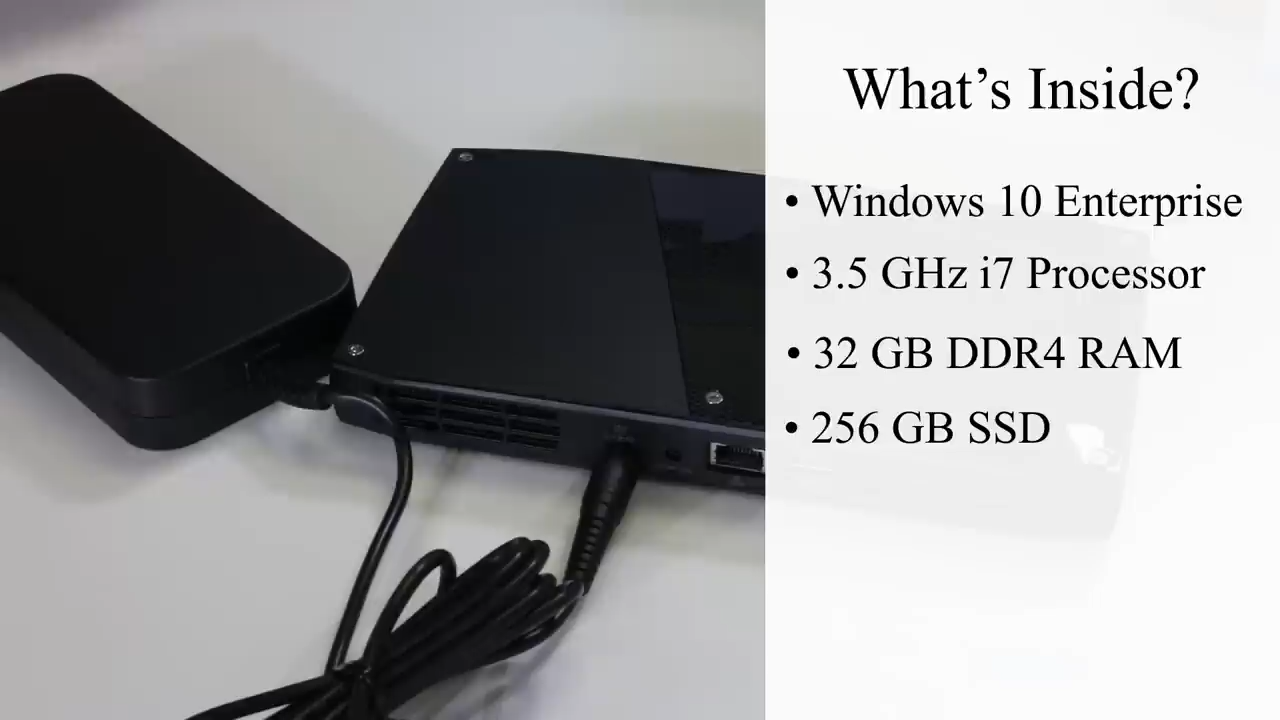 What's Inside?
• Windows 10 Enterprise
• 3.5 GHz i7 Processor
• 32 GB DDR4 RAM
• 256 GB SSD